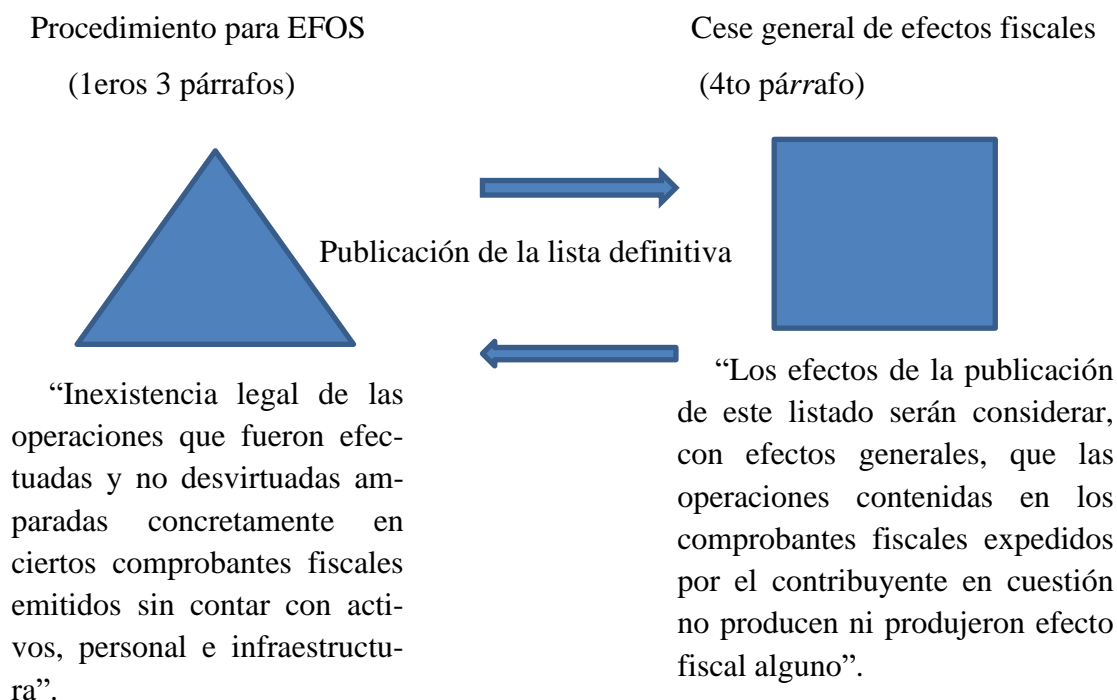 Procedimiento para EFOS
(1eros 3 párrafos)
Cese general de efectos fiscales
(4to párrafo)
Publicación de la lista definitiva
“Inexistencia legal de las
operaciones que fueron efec-
tuadas y no desvirtuadas am-
paradas concretamente en
ciertos comprobantes fiscales
emitidos sin contar con acti-
vos, personal e infraestructu-
ra”.
“Los efectos de la publicación
de este listado serán considerar,
con efectos generales, que las
operaciones contenidas en los
comprobantes fiscales expedidos
por el contribuyente en cuestión
no producen ni produjeron efecto
fiscal alguno”.